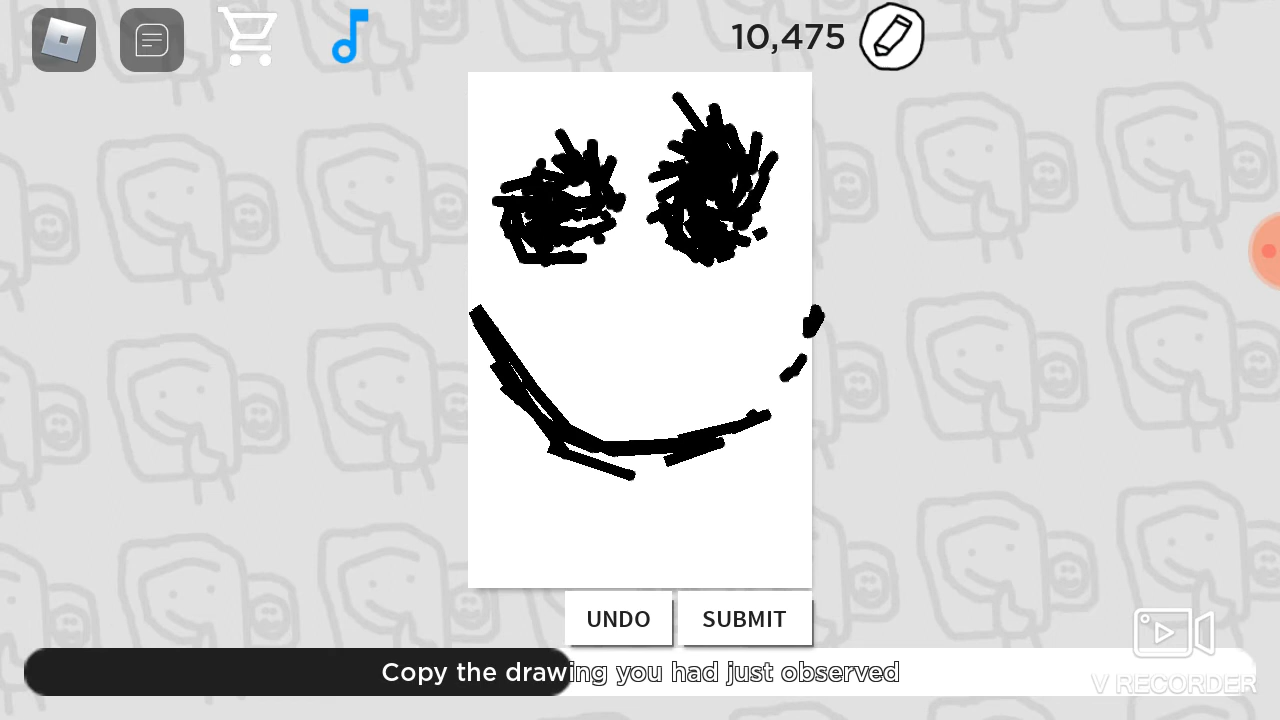 10,475
UNDO
SUBMIT
Copy the drawing you had just observed
V RECORDER